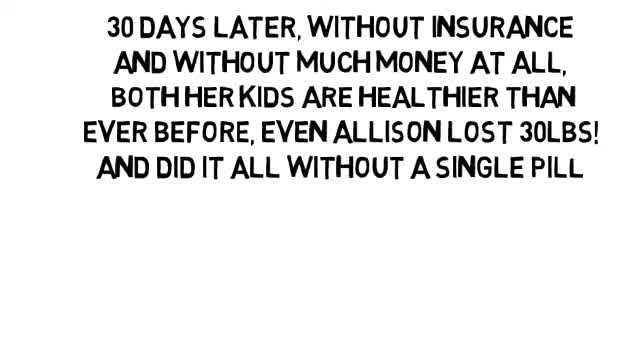 30 DAYS LATER, WITHOUT INSURANCE
AND WITHOUT MUCH MONEY AT ALL,
BOTH HER KIDS ARE HEALTHIER THAN
EVER BEFORE, EVEN ALLISON LOST 30LBS!
AND DID IT ALL WITHOUT A SINGLE PILL